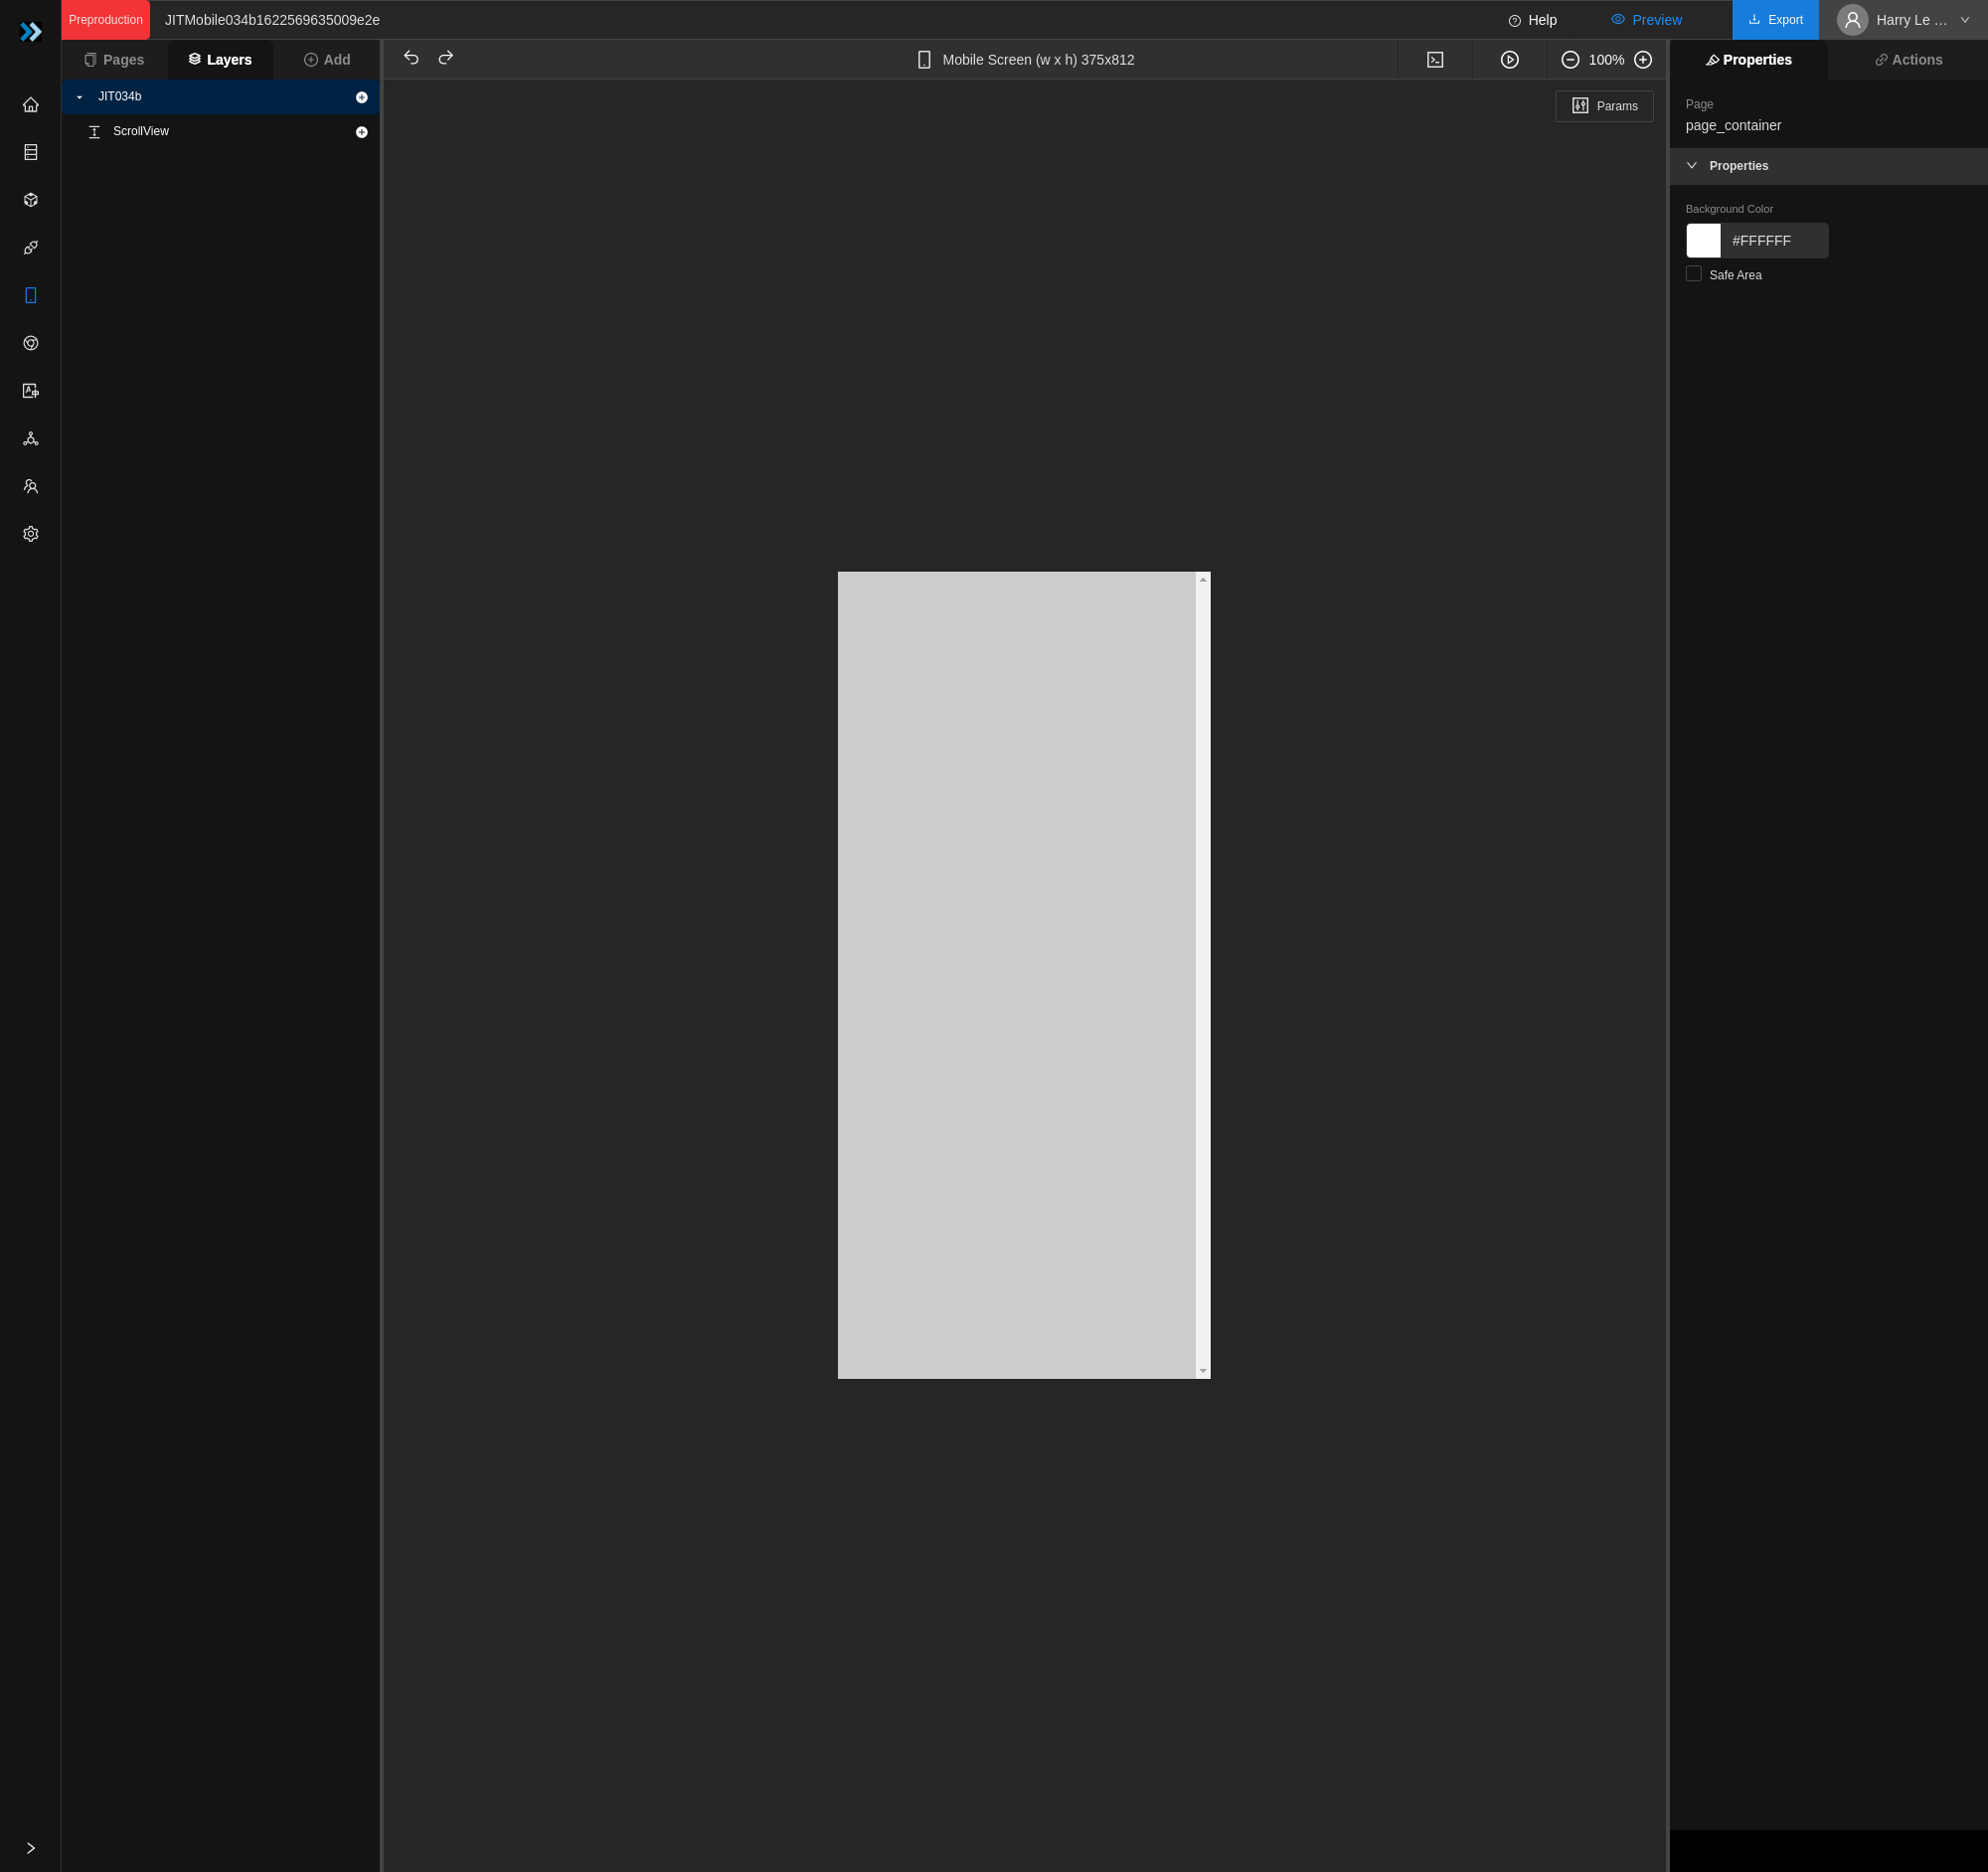 Preproduction
JITMobile034b1622569635009e2e
Help
Preview
Export
Harry Le ...
Pages
Layers
Add
Mobile Screen (w x h) 375x812
100%
Properties
Actions
JIT034b
ScrollView
Params
Page
page_container
Properties
Background Color
#FFFFFF
Safe Area